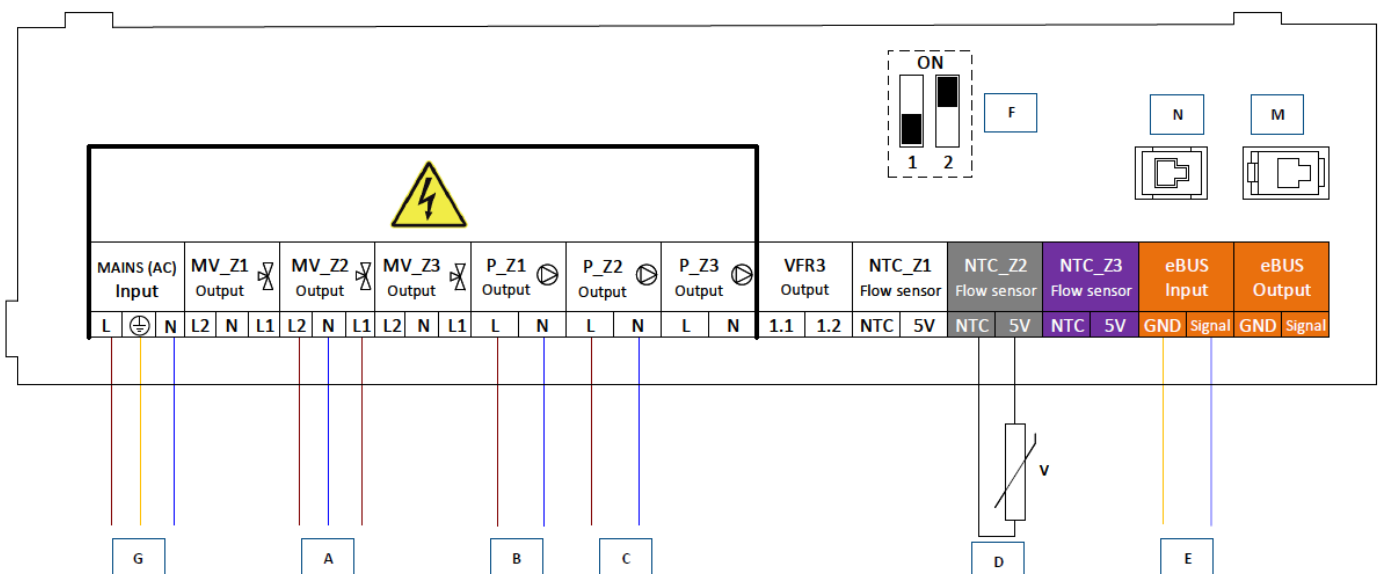 ON
1 2
F
N
M
MAINS (AC)
Input
MV_Z1
Output
MV_Z2
Output
MV_Z3
Output
P_Z1
Output
P_Z2
Output
P_Z3
Output
VFR3
Output
NTC_Z1
Flow sensor
NTC_Z2
Flow sensor
NTC_Z3
Flow sensor
eBUS
Input
eBUS
Output
L N L2 N L1 L2 N L1 L2 N L1 L N L N L N 1.1 1.2 NTC 5V NTC 5V NTC 5V GND Signal GND Signal
V
G
A
B
C
D
E